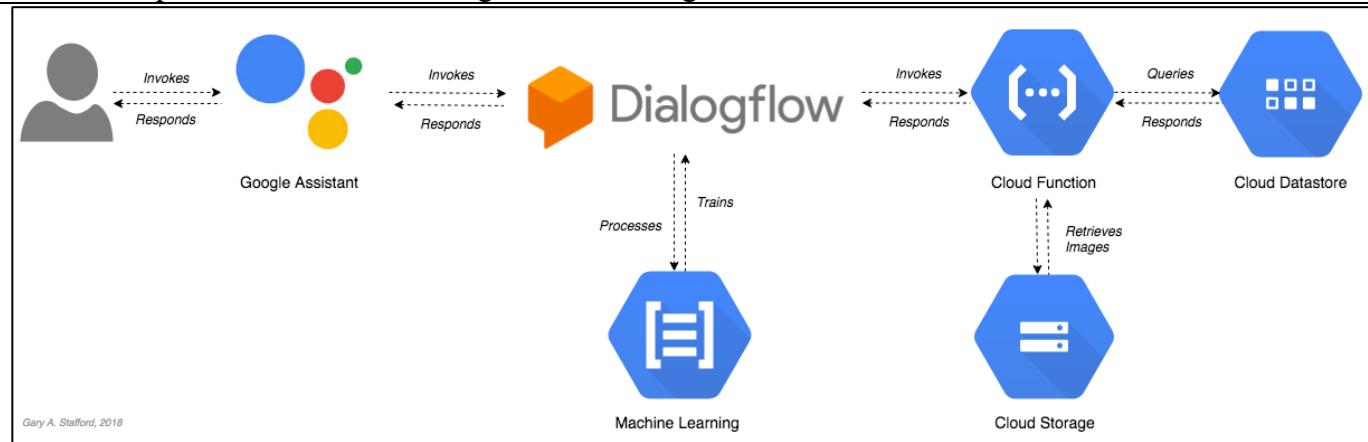 Invokes
Responds
Google Assistant
Invokes
Responds
Dialogflow
Invokes
Responds
Cloud Function
Queries
Responds
Cloud Datastore
Processes
Trains
Machine Learning
Retrieves
Images
Cloud Storage
Gary A. Stafford, 2018